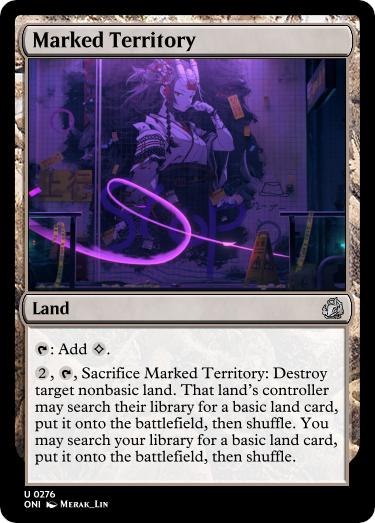 Marked Territory
Land
: Add .
2, , Sacrifice Marked Territory: Destroy
target nonbasic land. That land's controller
may search their library for a basic land card,
put it onto the battlefield, then shuffle. You
may search your library for a basic land card,
put it onto the battlefield, then shuffle.
U 0276
ONI Merak_Lin